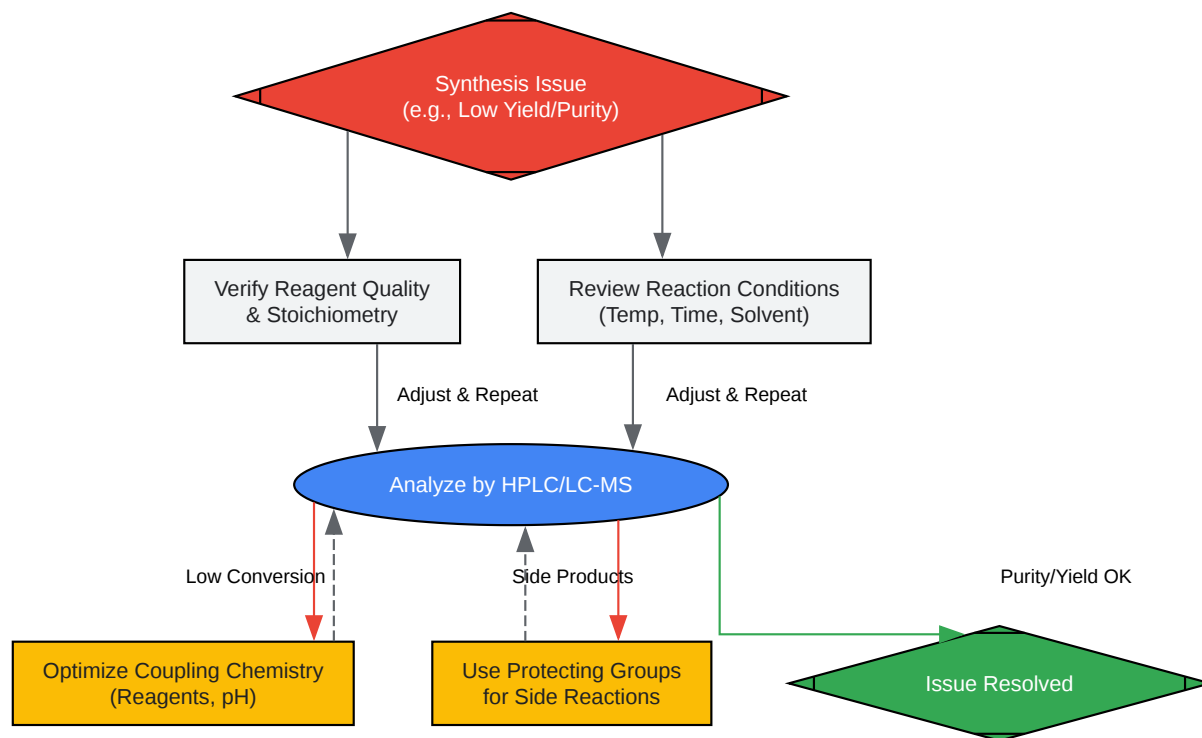 Synthesis Issue
(e.g., Low Yield/Purity)
Verify Reagent Quality
& Stoichiometry
Review Reaction Conditions
(Temp, Time, Solvent)
Adjust & Repeat
Adjust & Repeat
Analyze by HPLC/LC-MS
Low Conversion
Side Products
Purity/Yield OK
Optimize Coupling Chemistry
(Reagents, pH)
Use Protecting Groups
for Side Reactions
Issue Resolved